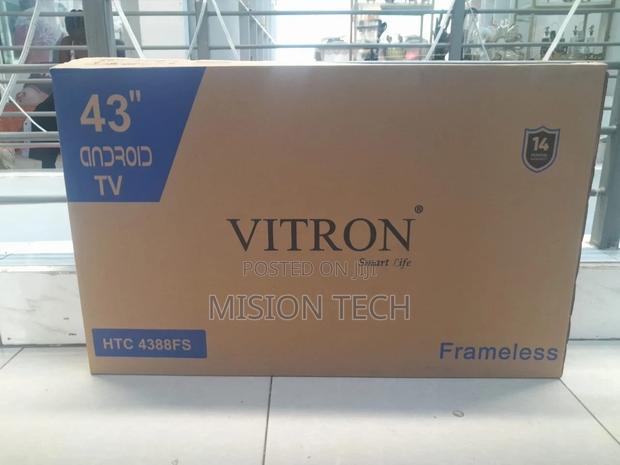 43"
ANDROID
TV
14
VITRON®
Smart Life
POSTED ON JIJI
MISION TECH
HTC 4388FS
Frameless